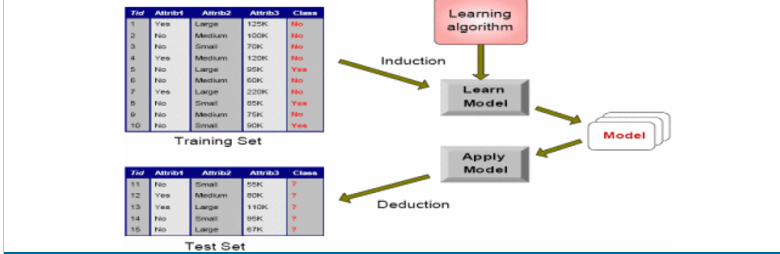 Tid Attrib1 Attrib2 Attrib3 Class
1 Yes Large 125K No
2 No Medium 100K No
3 No Small 70K No
4 Yes Medium 120K No
5 No Large 95K Yes
6 No Medium 60K No
7 Yes Large 220K No
8 No Small 85K Yes
9 No Medium 75K No
10 No Small 90K Yes
Training Set
Learning
algorithm
Induction
Learn
Model
Model
Apply
Model
Deduction
Tid Attrib1 Attrib2 Attrib3 Class
11 No Small 55K ?
12 Yes Medium 80K ?
13 Yes Large 110K ?
14 No Small 95K ?
15 No Large 67K ?
Test Set